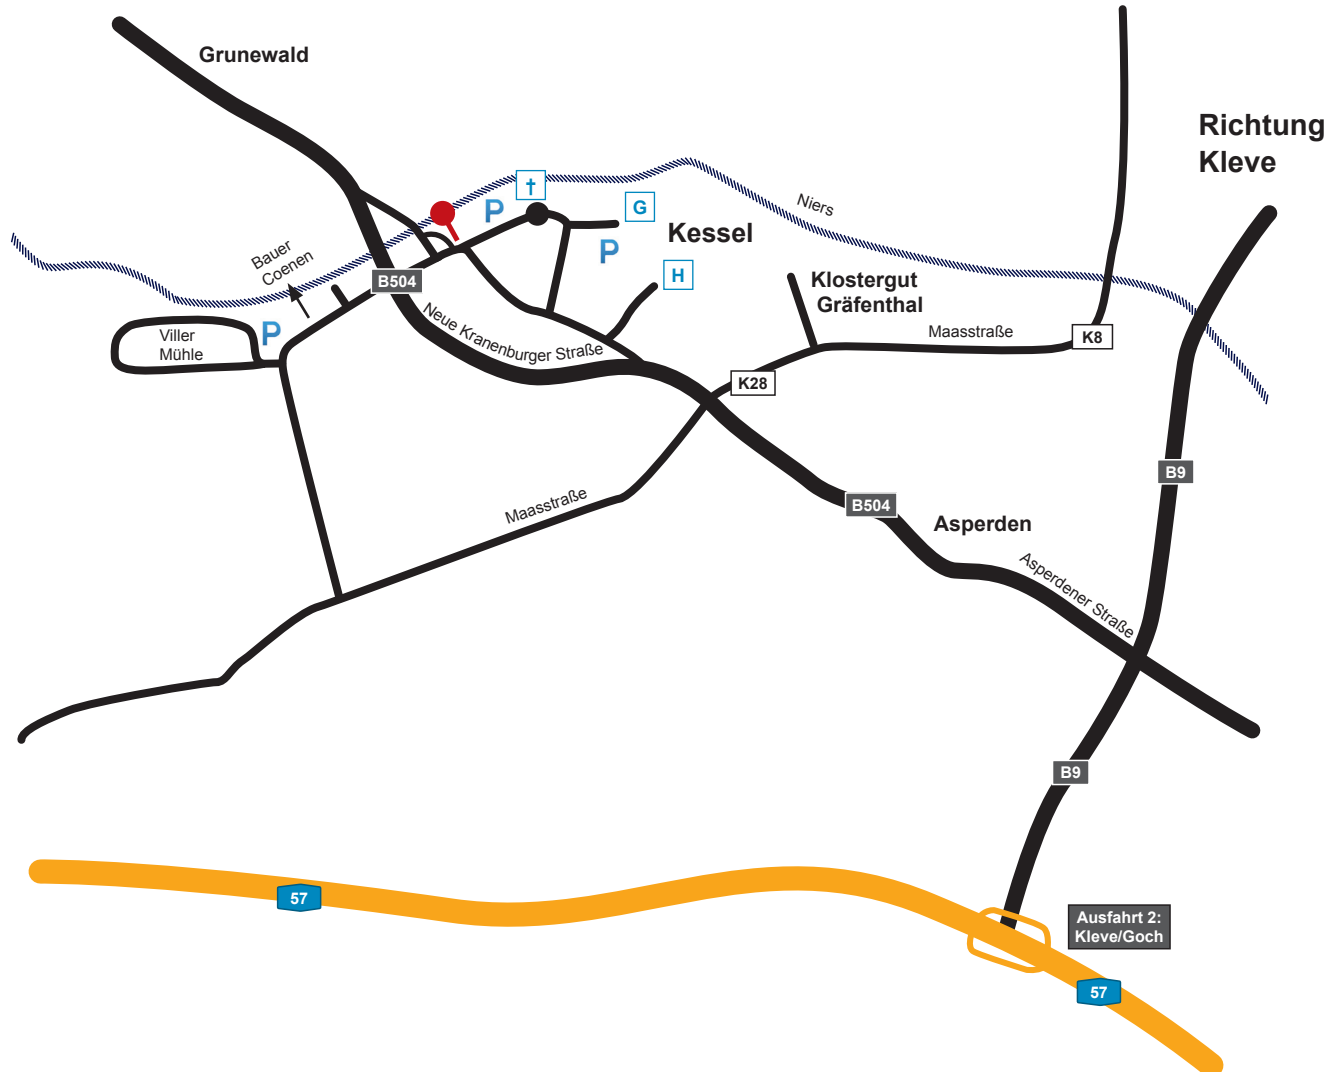 Grunewald
Richtung
Kleve
†
P
G
Niers
Kessel
P
Bauer
Coenen
H
B504
Klostergut
Gräfenthal
Neue Kranenburger Straße
Maasstraße
K8
Viller
Mühle
P
K28
B9
Maasstraße
B504
Asperden
Asperdener Straße
B9
57
Ausfahrt 2:
Kleve/Goch
57